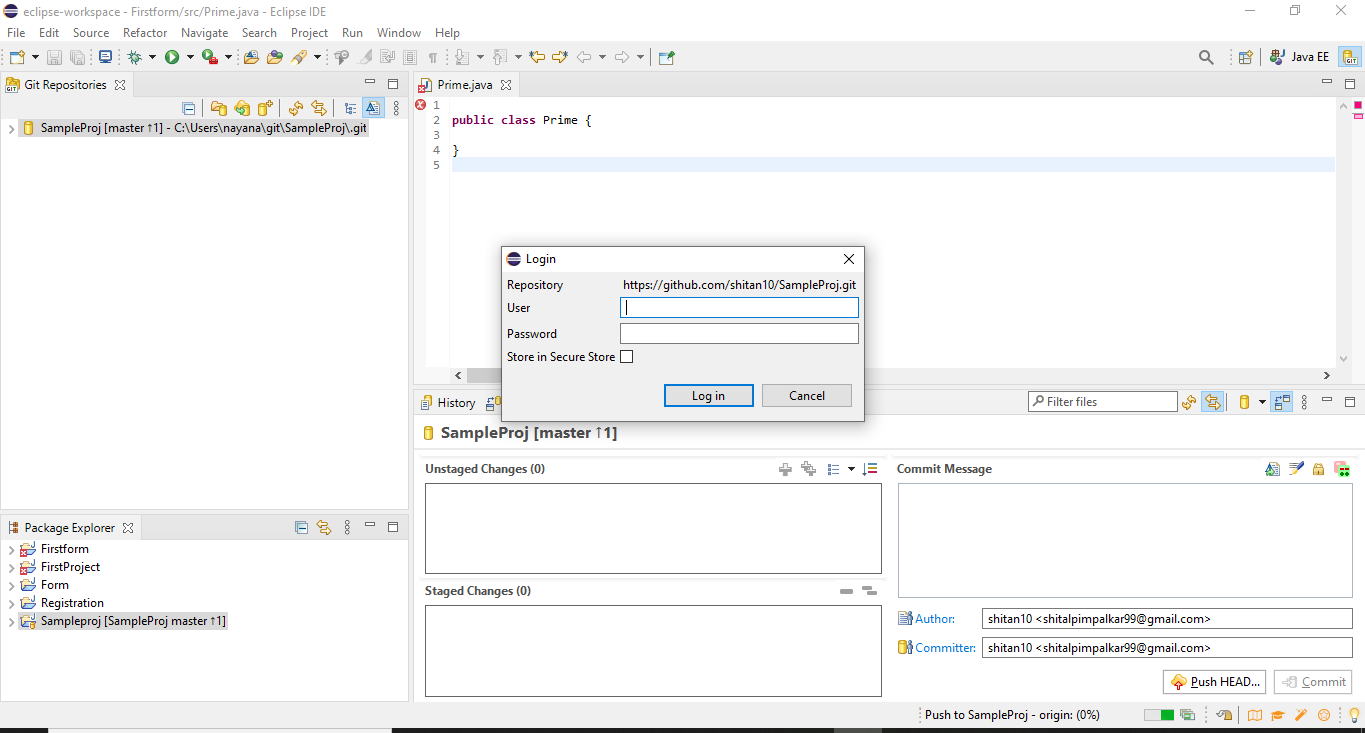 eclipse-workspace - Firstform/src/Prime.java - Eclipse IDE
File Edit Source Refactor Navigate Search Project Run Window Help
Java EE
GIT
Git Repositories
SampleProj [master ↑1] - C:\Users\nayana\git\SampleProj\.git
Prime.java
1
2 public class Prime {
3
4 }
5
Login
Repository https://github.com/shitan10/SampleProj.git
User
Password
Store in Secure Store
Log in Cancel
History
Filter files
SampleProj [master ↑1]
Unstaged Changes (0)
Staged Changes (0)
Commit Message
Author: shitan10 <shitalpimpalkar99@gmail.com>
Committer: shitan10 <shitalpimpalkar99@gmail.com>
Push HEAD... Commit
Package Explorer
Firstform
FirstProject
Form
Registration
Sampleproj [SampleProj master ↑1]
Push to SampleProj - origin: (0%)